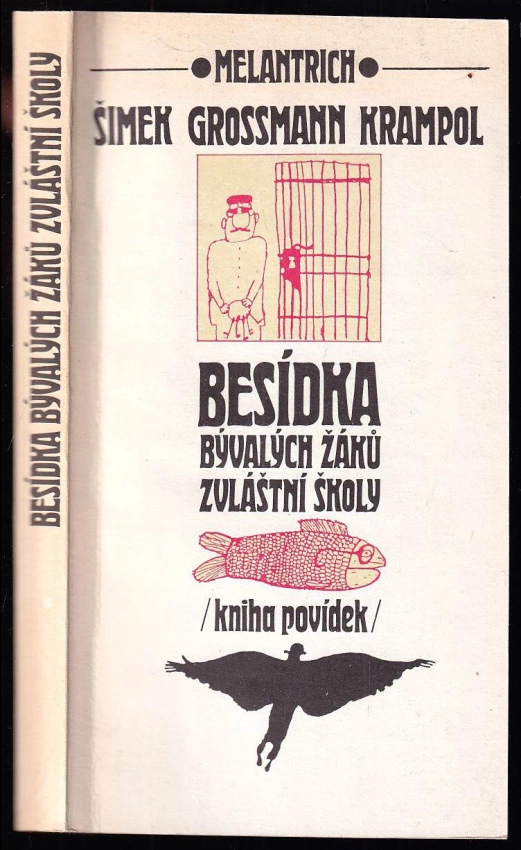 BESÍDKA BÝVALÝCH ŽÁKŮ ZVLÁŠTNÍ ŠKOLY
MELANTRICH
ŠIMEK GROSSMANN KRAMPOL
BESÍDKA
BÝVALÝCH ŽÁKŮ
ZVLÁŠTNÍ ŠKOLY
/kniha povídek/